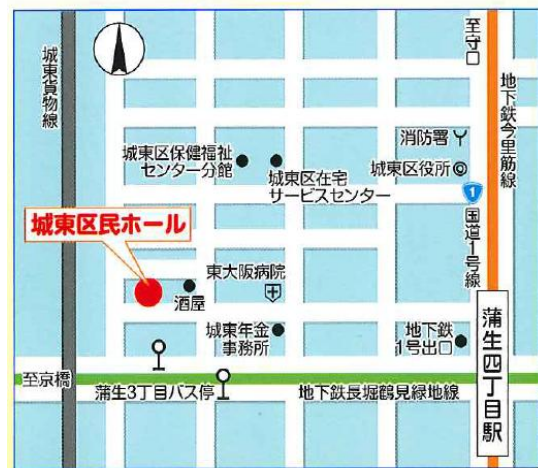 城東貨物線
至守口
地下鉄今里筋線
消防署
城東区保健福祉
センター分館
城東区役所
城東区在宅
サービスセンター
1
国道1号線
城東区民ホール
東大阪病院
酒屋
城東年金
事務所
地下鉄
1号出口
蒲生四丁目駅
至京橋
蒲生3丁目バス停
地下鉄長堀鶴見緑地線